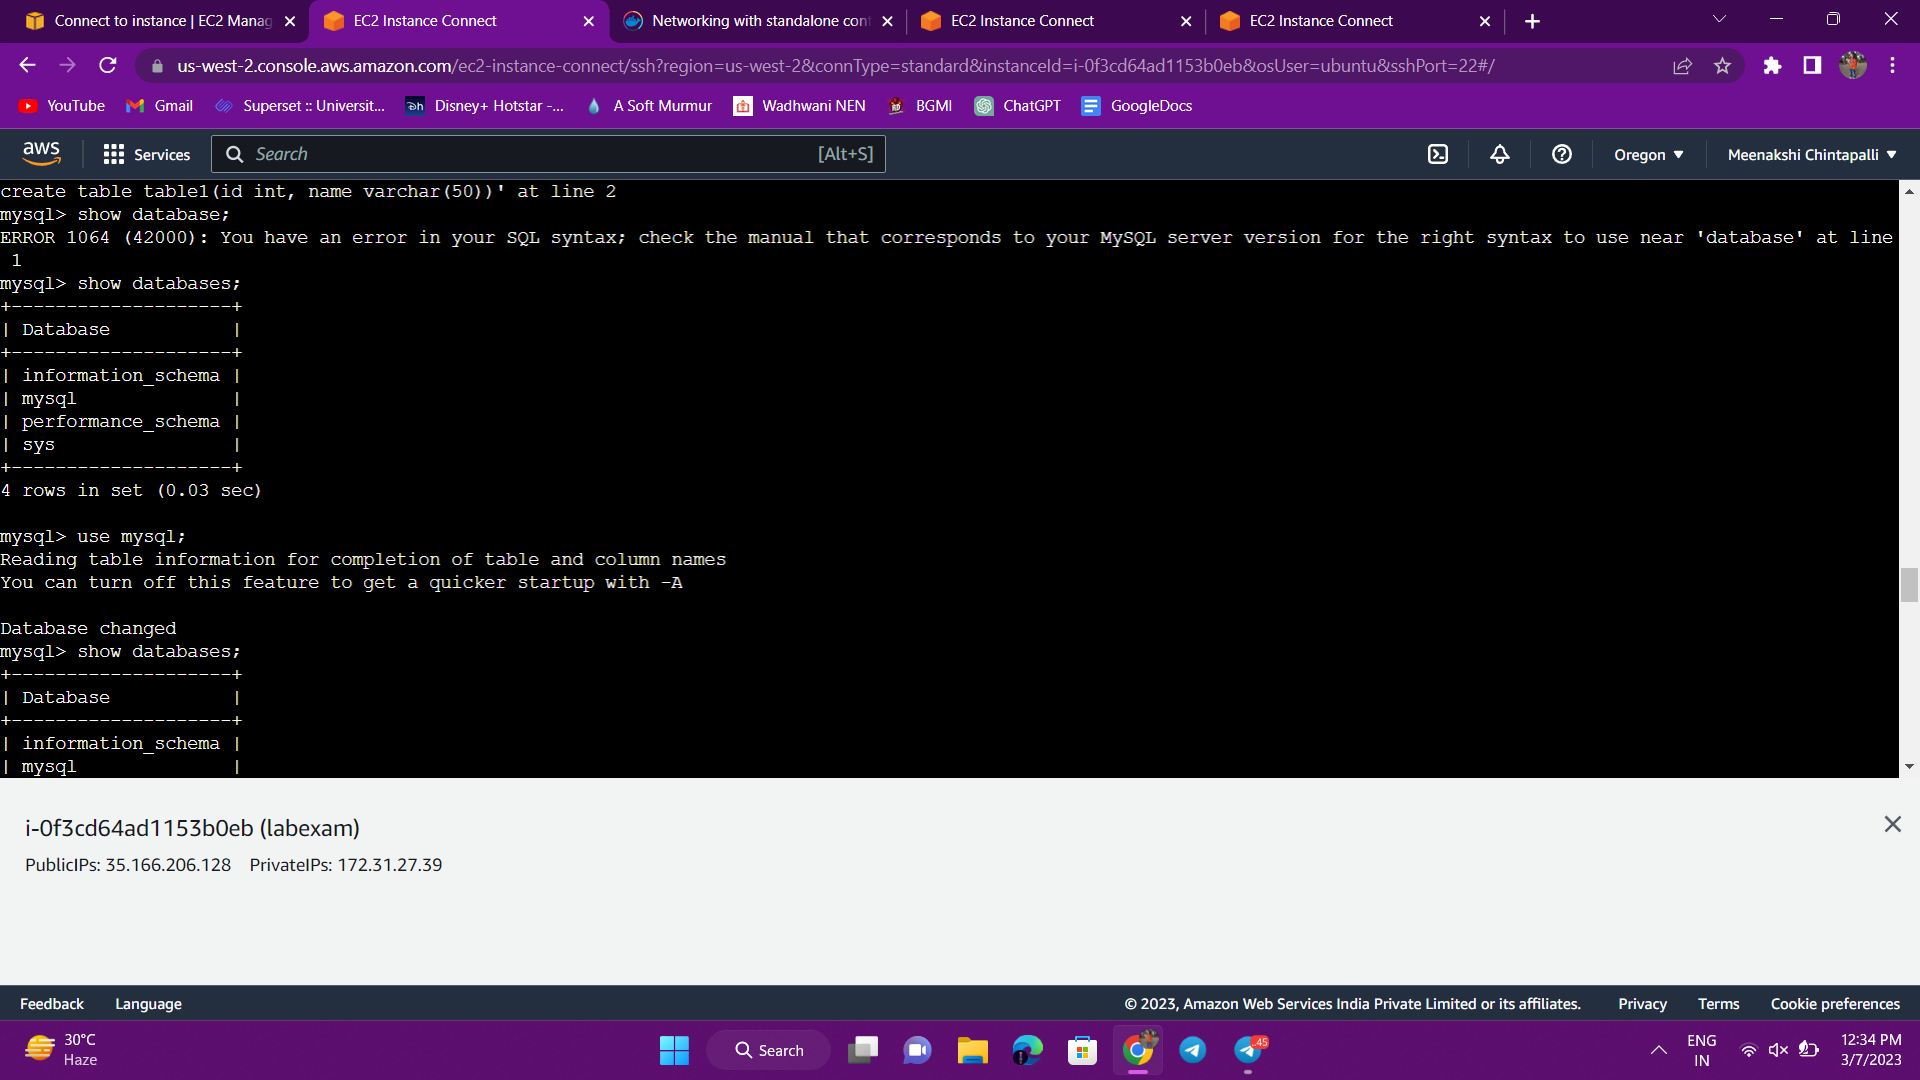 Connect to instance | EC2 Manag
EC2 Instance Connect
Networking with standalone con
EC2 Instance Connect
EC2 Instance Connect
us-west-2.console.aws.amazon.com/ec2-instance-connect/ssh?region=us-west-2&connType=standard&instanceId=i-0f3cd64ad1153b0eb&osUser=ubuntu&sshPort=22#/
YouTube
Gmail
Superset :: Universit...
Disney+ Hotstar -...
A Soft Murmur
Wadhwani NEN
BGMI
ChatGPT
GoogleDocs
aws
Services
Search
[Alt+S]
Oregon
Meenakshi Chintapalli
create table table1(id int, name varchar(50))' at line 2
mysql> show database;
ERROR 1064 (42000): You have an error in your SQL syntax; check the manual that corresponds to your MySQL server version for the right syntax to use near 'database' at line
1
mysql> show databases;
+--------------------+
| Database           |
+--------------------+
| information_schema |
| mysql              |
| performance_schema |
| sys                |
+--------------------+
4 rows in set (0.03 sec)
mysql> use mysql;
Reading table information for completion of table and column names
You can turn off this feature to get a quicker startup with -A
Database changed
mysql> show databases;
+--------------------+
| Database           |
+--------------------+
| information_schema |
| mysql              |
i-0f3cd64ad1153b0eb (labexam)
PublicIPs: 35.166.206.128    PrivateIPs: 172.31.27.39
Feedback
Language
© 2023, Amazon Web Services India Private Limited or its affiliates.
Privacy
Terms
Cookie preferences
30°C
Haze
Search
..45
ENG
IN
12:34 PM
3/7/2023